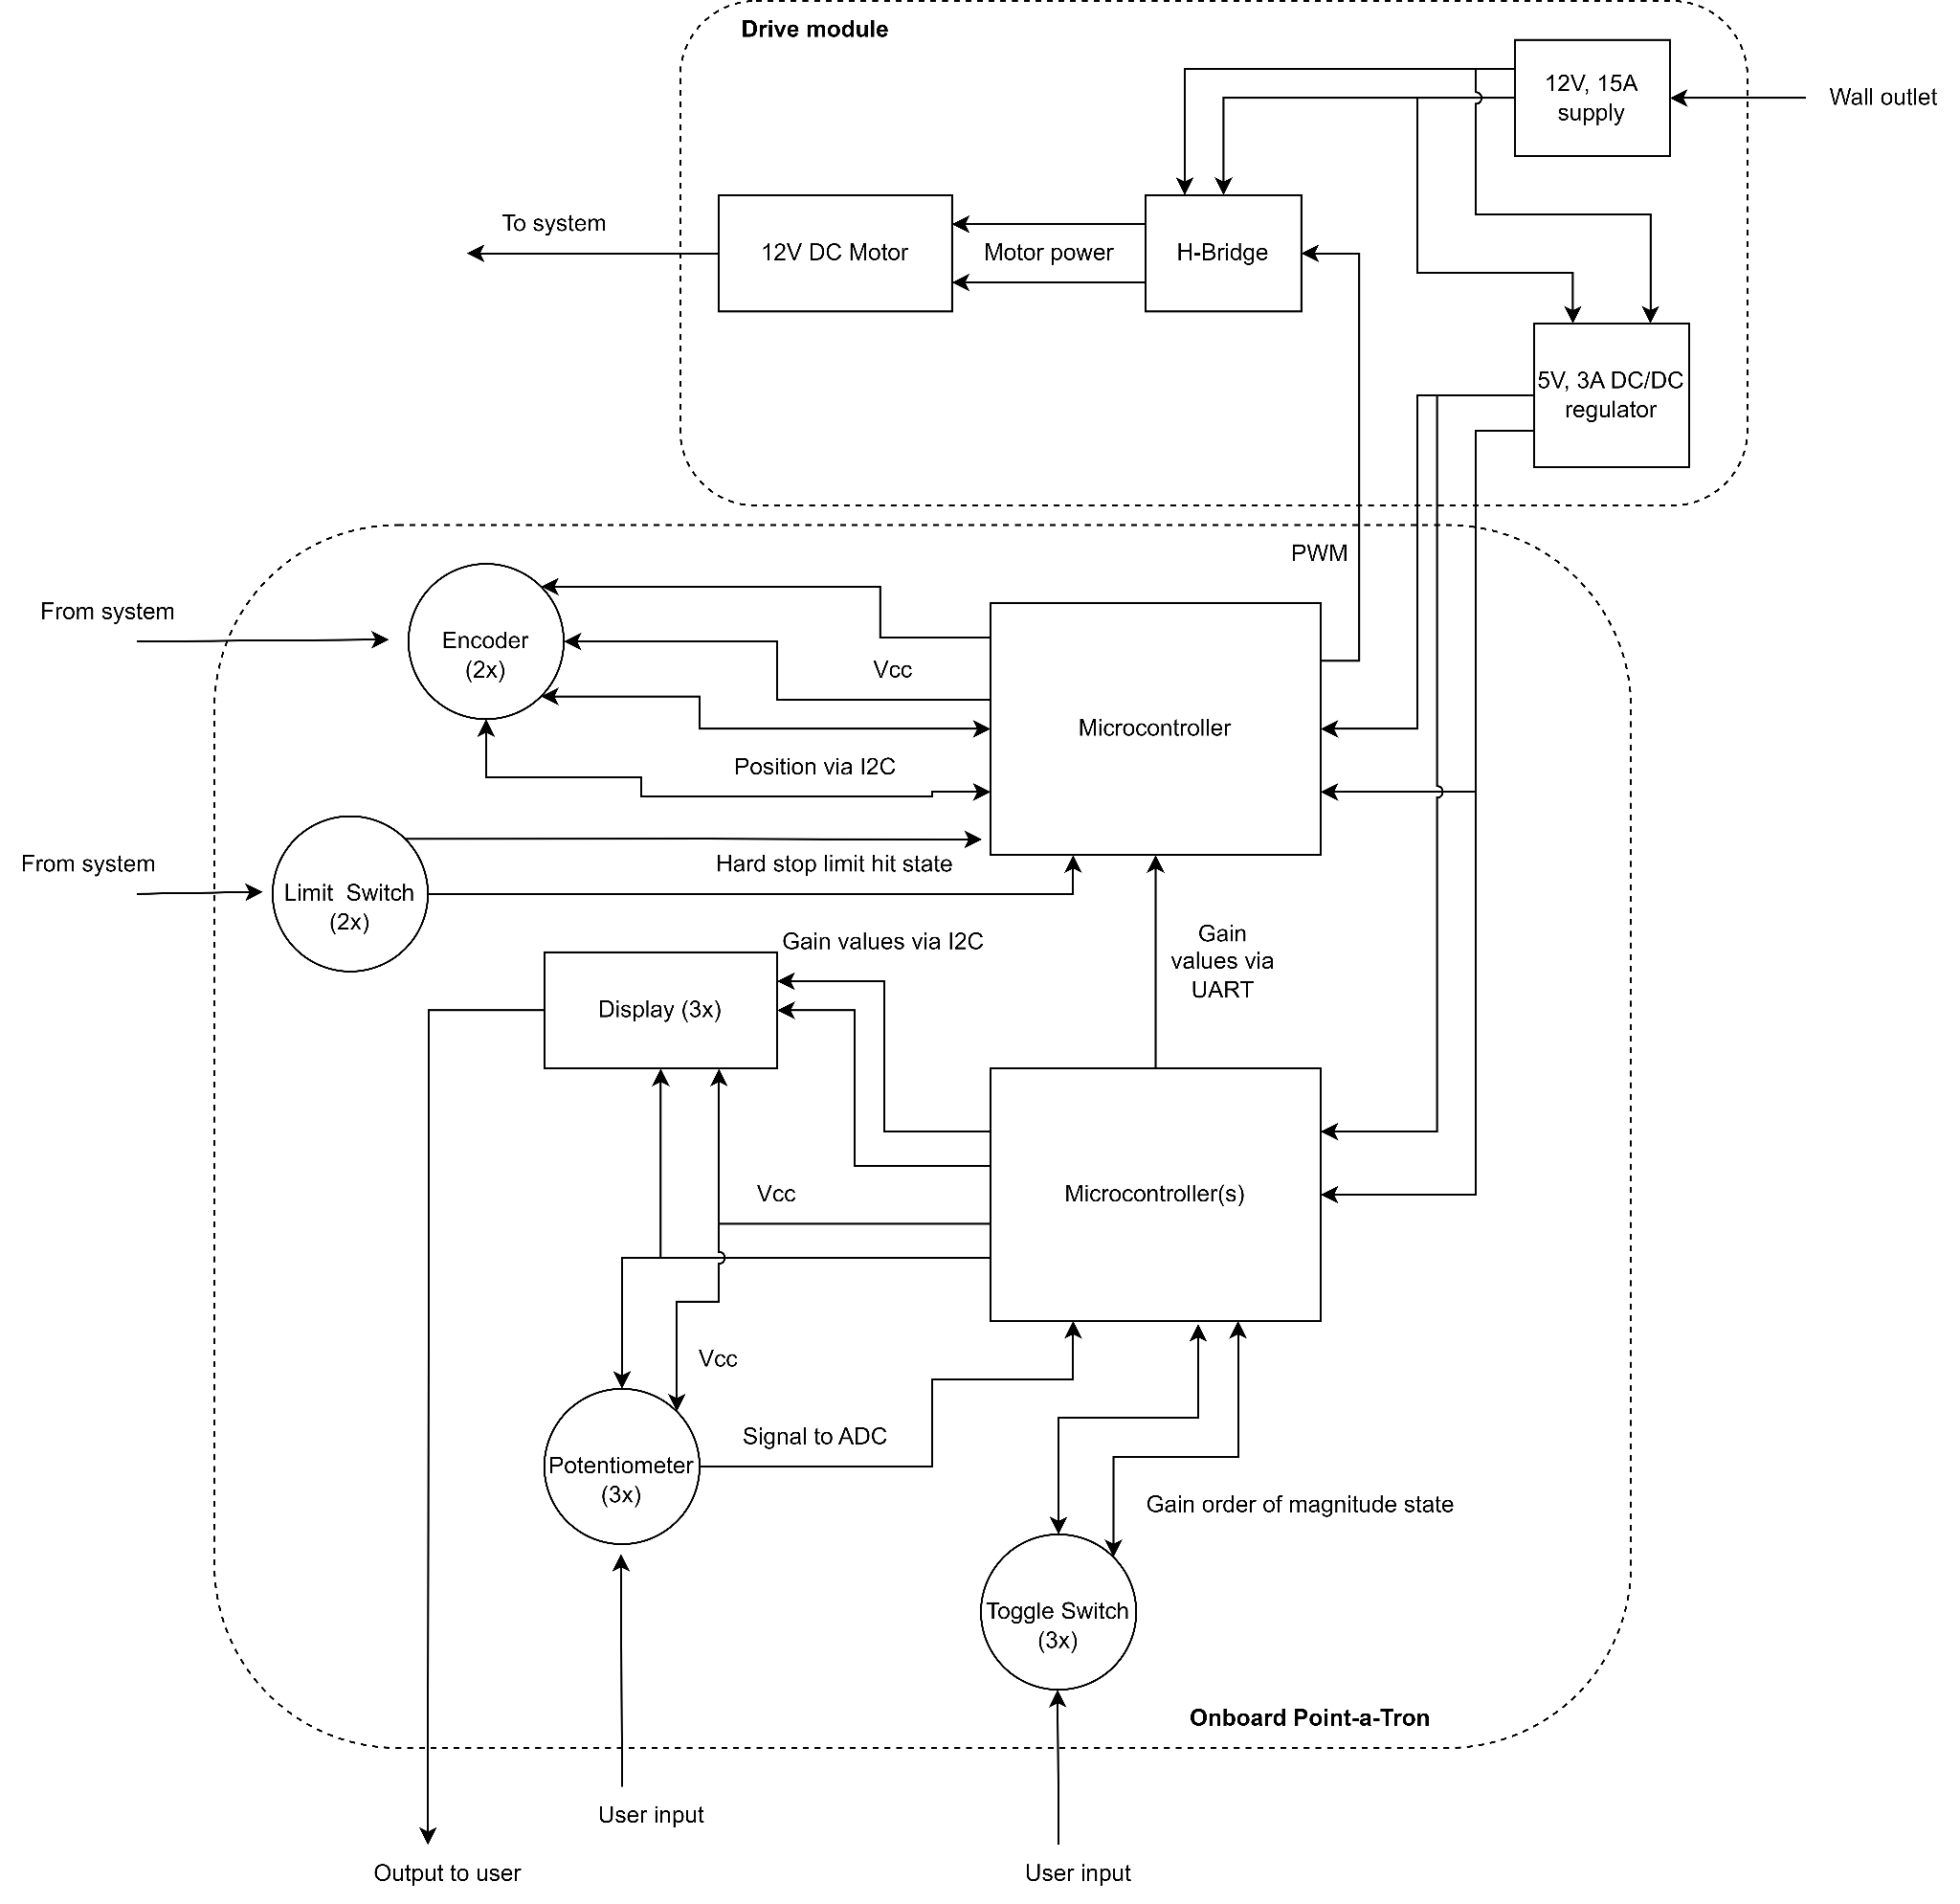 Drive module
12V, 15A
supply
Wall outlet
To system
12V DC Motor
Motor power
H-Bridge
5V, 3A DC/DC
regulator
PWM
From system
Encoder
(2x)
Vcc
Microcontroller
Position via I2C
From system
Limit Switch
(2x)
Hard stop limit hit state
Gain values via I2C
Gain
values via
UART
Display (3x)
Vcc
Microcontroller(s)
Vcc
Signal to ADC
Potentiometer
(3x)
Gain order of magnitude state
Toggle Switch
(3x)
Onboard Point-a-Tron
User input
Output to user
User input